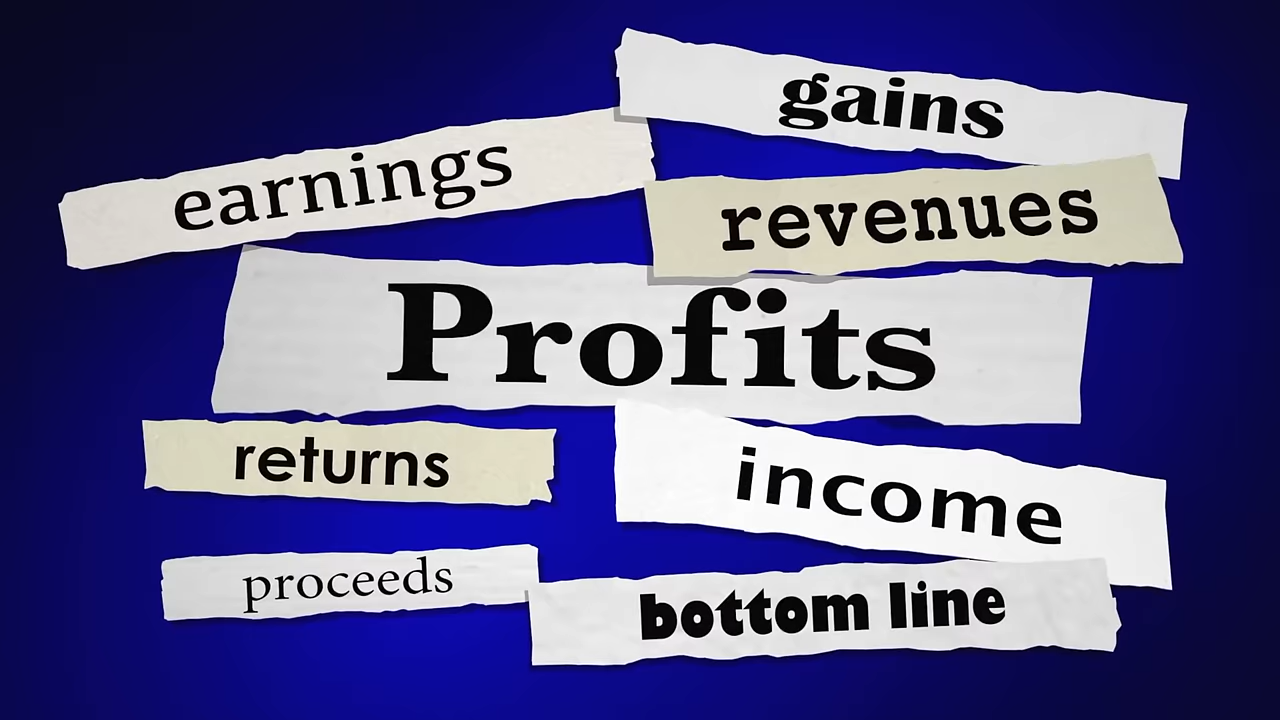 gains
earnings
revenues
Profits
returns
income
proceeds
bottom line